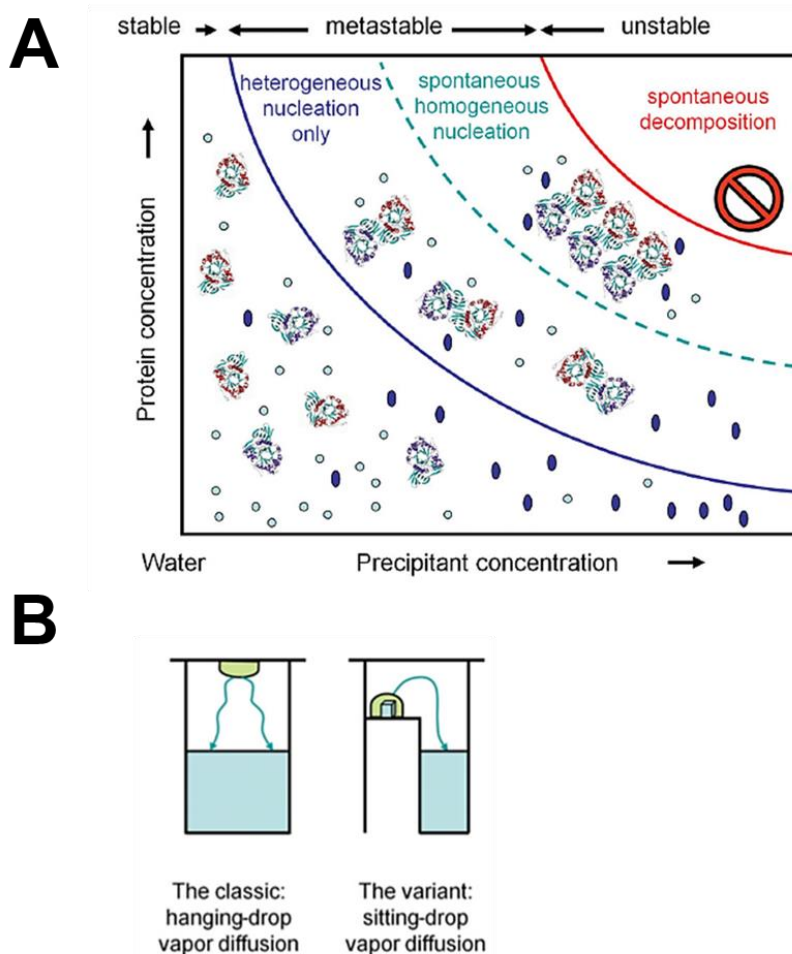 stable → ← metastable → ← unstable →
A
heterogeneous
nucleation
only
spontaneous
homogeneous
nucleation
spontaneous
decomposition
Protein concentration →
Water
Precipitant concentration →
B
The classic:
hanging-drop
vapor diffusion
The variant:
sitting-drop
vapor diffusion